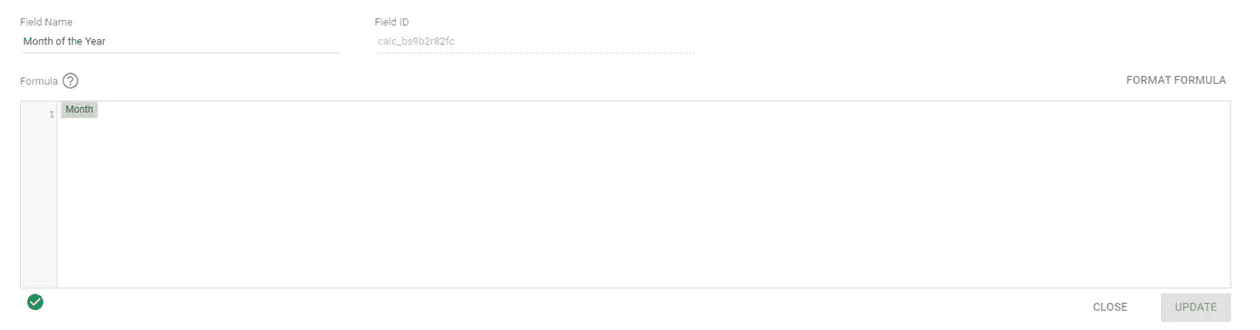 Field Name
Field ID
Month of the Year
calc_bs9b2r82fc
Formula ?
FORMAT FORMULA
1 Month
CLOSE
UPDATE